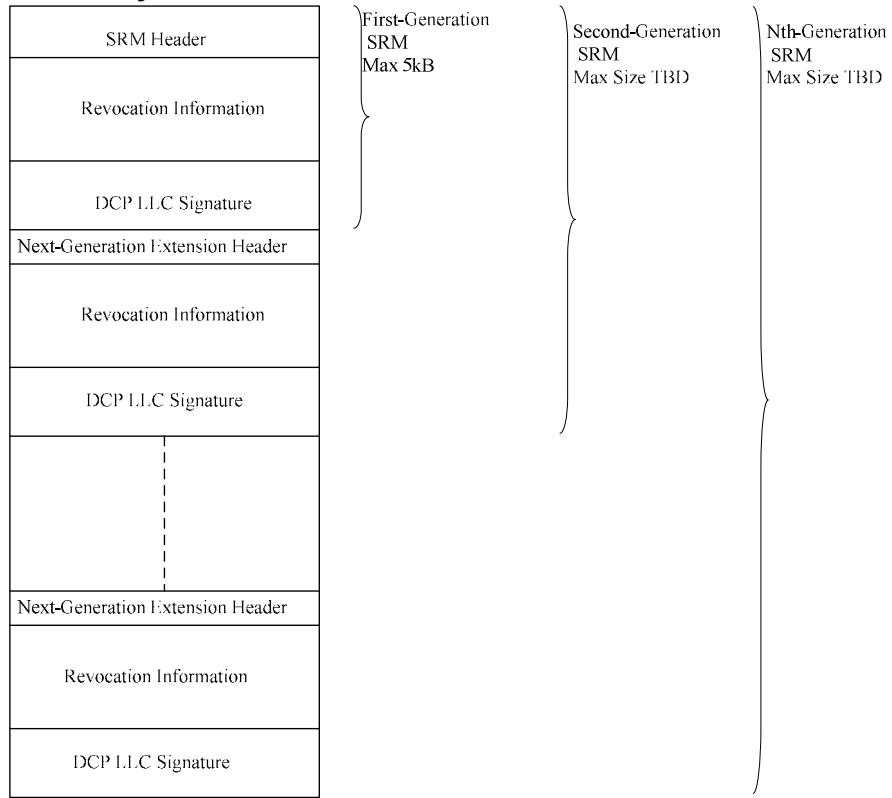 SRM Header
Revocation Information
DCP LLC Signature
Next-Generation Extension Header
Revocation Information
DCP LLC Signature
Next-Generation Extension Header
Revocation Information
DCP LLC Signature
First-Generation
SRM
Max 5kB
Second-Generation
SRM
Max Size TBD
Nth-Generation
SRM
Max Size TBD